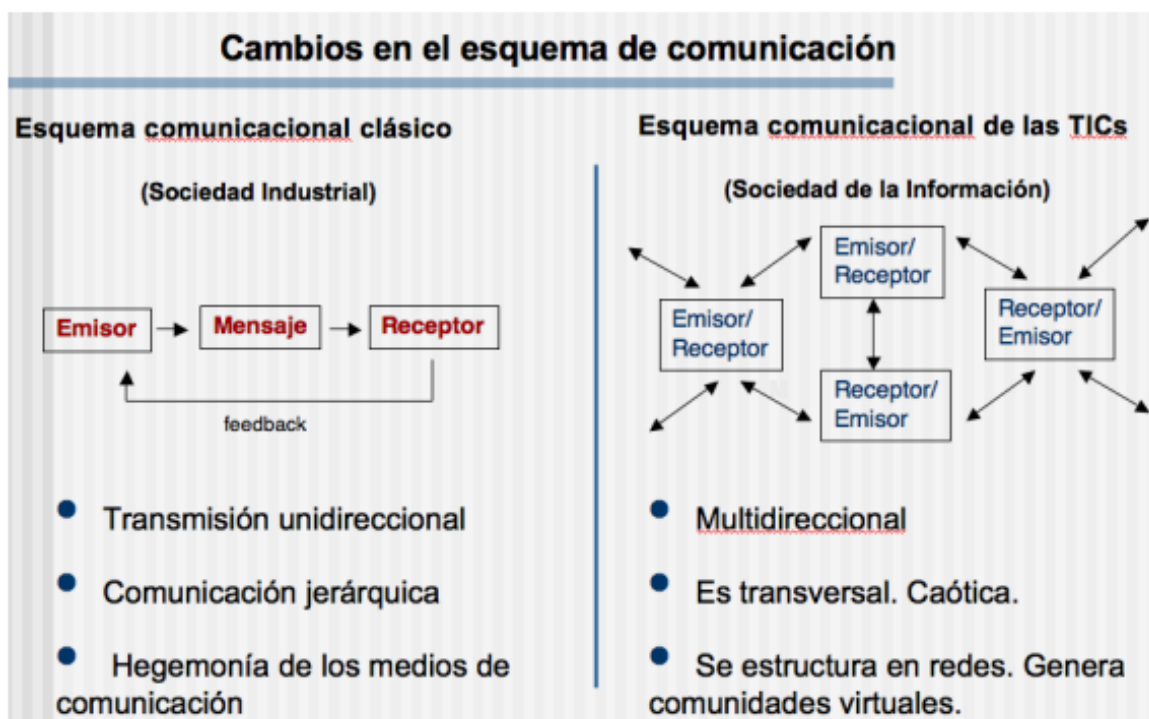 Cambios en el esquema de comunicación
Esquema comunicacional clásico
(Sociedad Industrial)
Emisor
Mensaje
Receptor
feedback
Transmisión unidireccional
Comunicación jerárquica
Hegemonía de los medios de
comunicación
Esquema comunicacional de las TICs
(Sociedad de la Información)
Emisor/
Receptor
Emisor/
Receptor
Receptor/
Emisor
Receptor/
Emisor
Multidireccional
Es transversal. Caótica.
Se estructura en redes. Genera
comunidades virtuales.